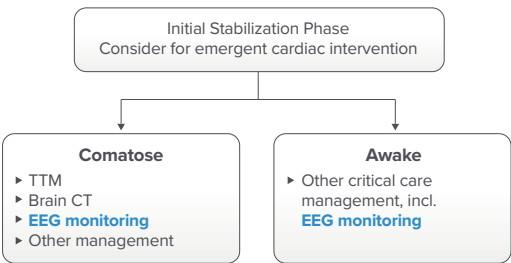 Initial Stabilization Phase
Consider for emergent cardiac intervention
Comatose
▸ TTM
▸ Brain CT
▸ EEG monitoring
▸ Other management
Awake
▸ Other critical care
management, incl.
EEG monitoring